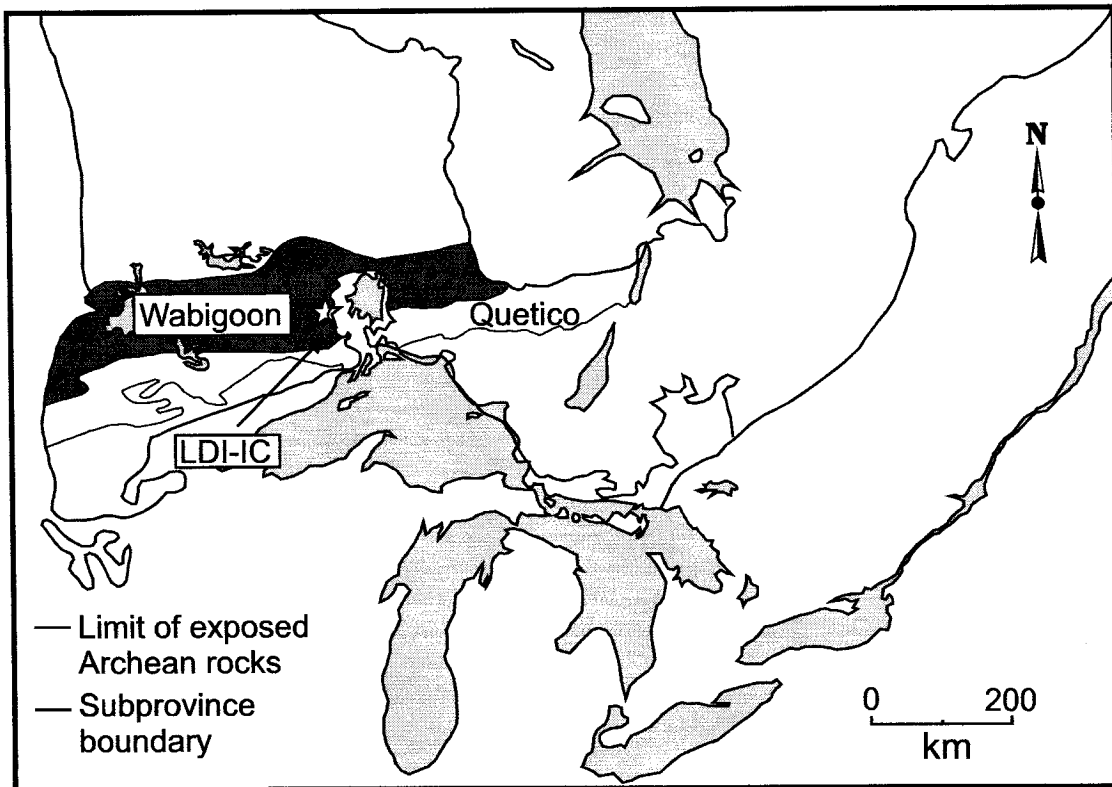 N
Wabigoon
Quetico
LDI-IC
Limit of exposed
Archean rocks
Subprovince
boundary
0 200
km